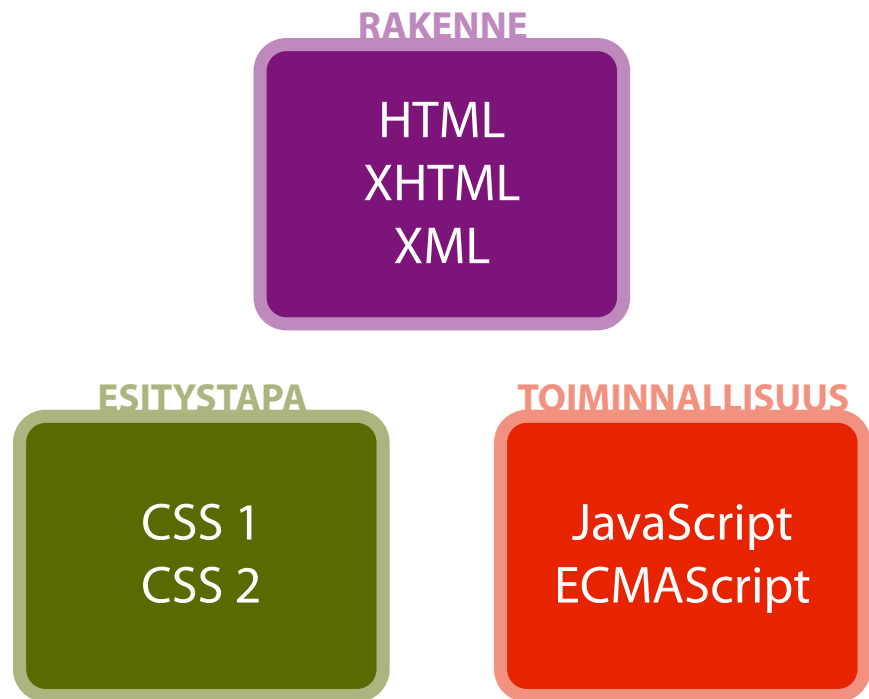 RAKENNE
HTML
XHTML
XML
ESITYSTAPA
CSS 1
CSS 2
TOIMINNALLISUUS
JavaScript
ECMAScript